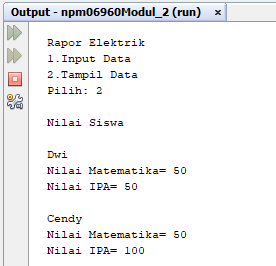 Output - npm06960Modul_2 (run)
Rapor Elektrik
1.Input Data
2.Tampil Data
Pilih: 2
Nilai Siswa
Dwi
Nilai Matematika= 50
Nilai IPA= 50
Cendy
Nilai Matematika= 50
Nilai IPA= 100